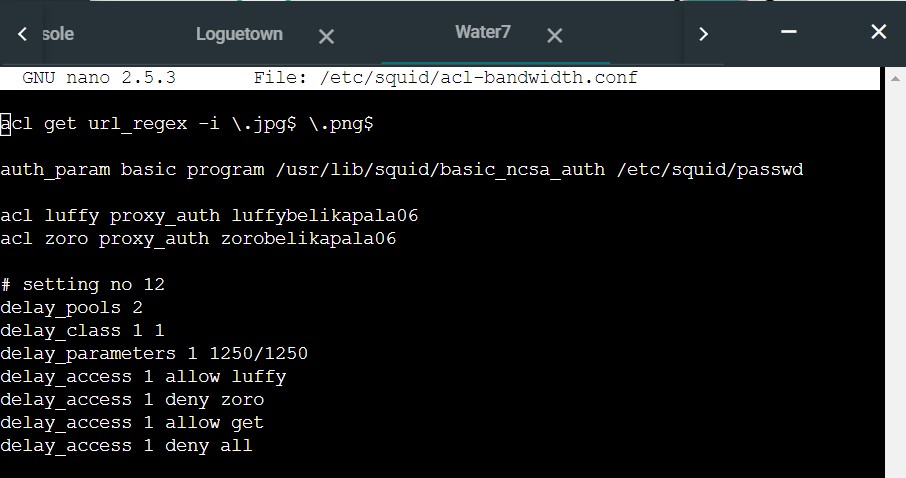 sole
Loguetown
Water7
GNU nano 2.5.3 File: /etc/squid/acl-bandwidth.conf
acl get url_regex -i \.jpg$ \.png$
auth_param basic program /usr/lib/squid/basic_ncsa_auth /etc/squid/passwd
acl luffy proxy_auth luffybelikapala06
acl zoro proxy_auth zorobelikapala06
# setting no 12
delay_pools 2
delay_class 1 1
delay_parameters 1 1250/1250
delay_access 1 allow luffy
delay_access 1 deny zoro
delay_access 1 allow get
delay_access 1 deny all